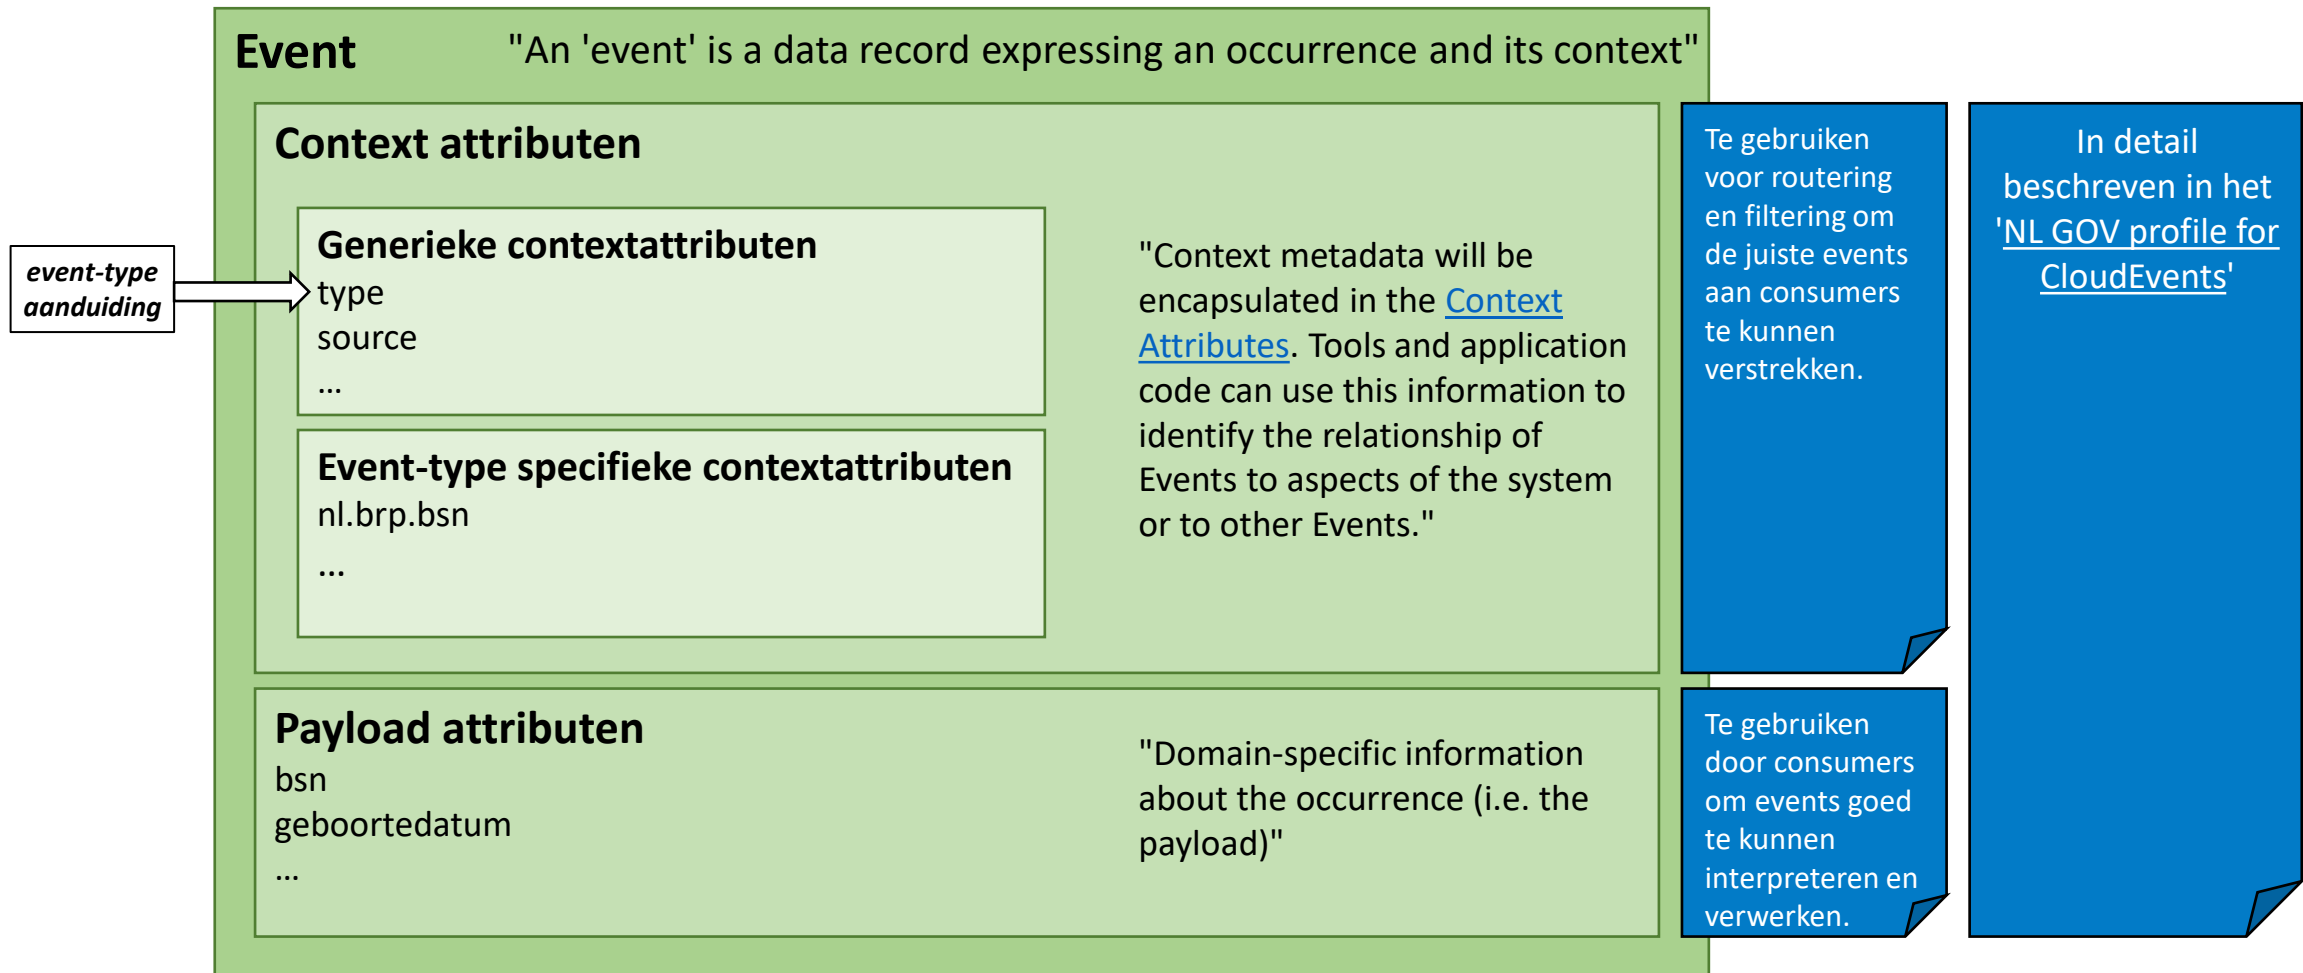 Event
"An 'event' is a data record expressing an occurrence and its context"
Context attributen
Generieke contextattributen
type
source
...
event-type
aanduiding
Event-type specifieke contextattributen
nl.brp.bsn
...
"Context metadata will be
encapsulated in the Context
Attributes. Tools and application
code can use this information to
identify the relationship of
Events to aspects of the system
or to other Events."
Te gebruiken
voor routering
en filtering om
de juiste events
aan consumers
te kunnen
verstrekken.
In detail
beschreven in het
'NL GOV profile for
CloudEvents'
Payload attributen
bsn
geboortedatum
...
"Domain-specific information
about the occurrence (i.e. the
payload)"
Te gebruiken
door consumers
om events goed
te kunnen
interpreteren en
verwerken.